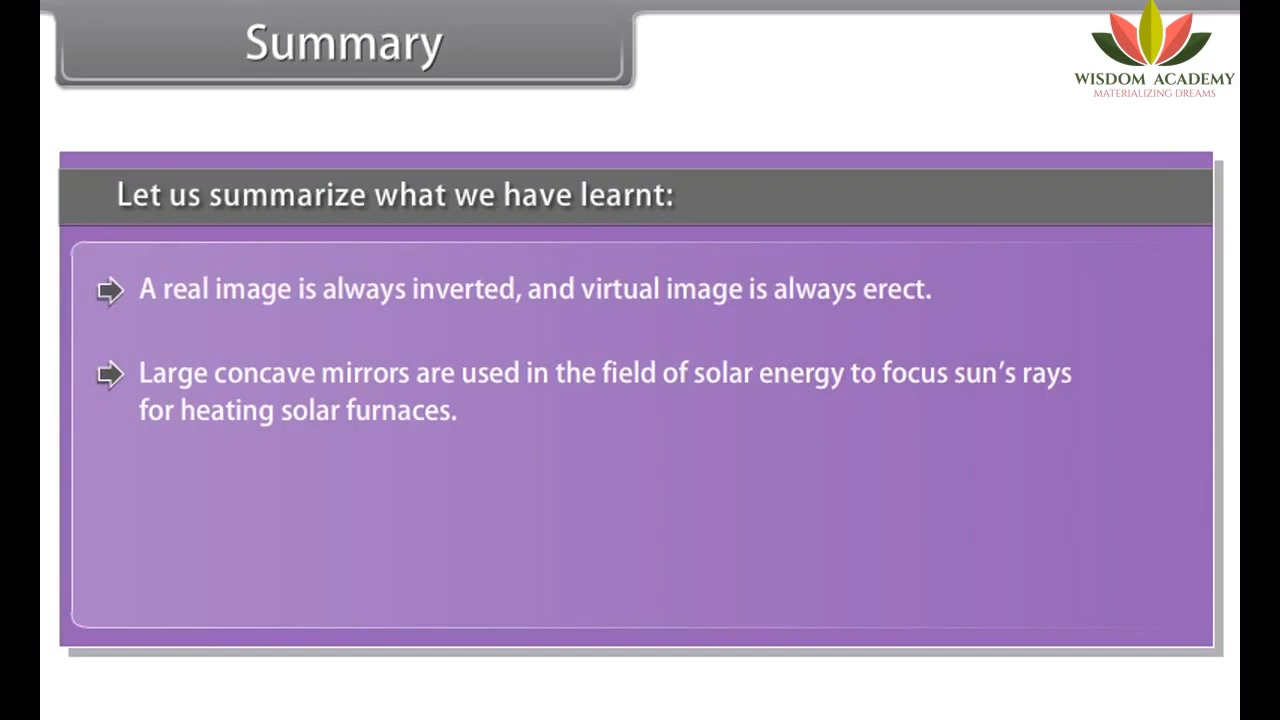 Summary
WISDOM ACADEMY
MATERIALIZING DREAMS
Let us summarize what we have learnt:
A real image is always inverted, and virtual image is always erect.
Large concave mirrors are used in the field of solar energy to focus sun’s rays
for heating solar furnaces.